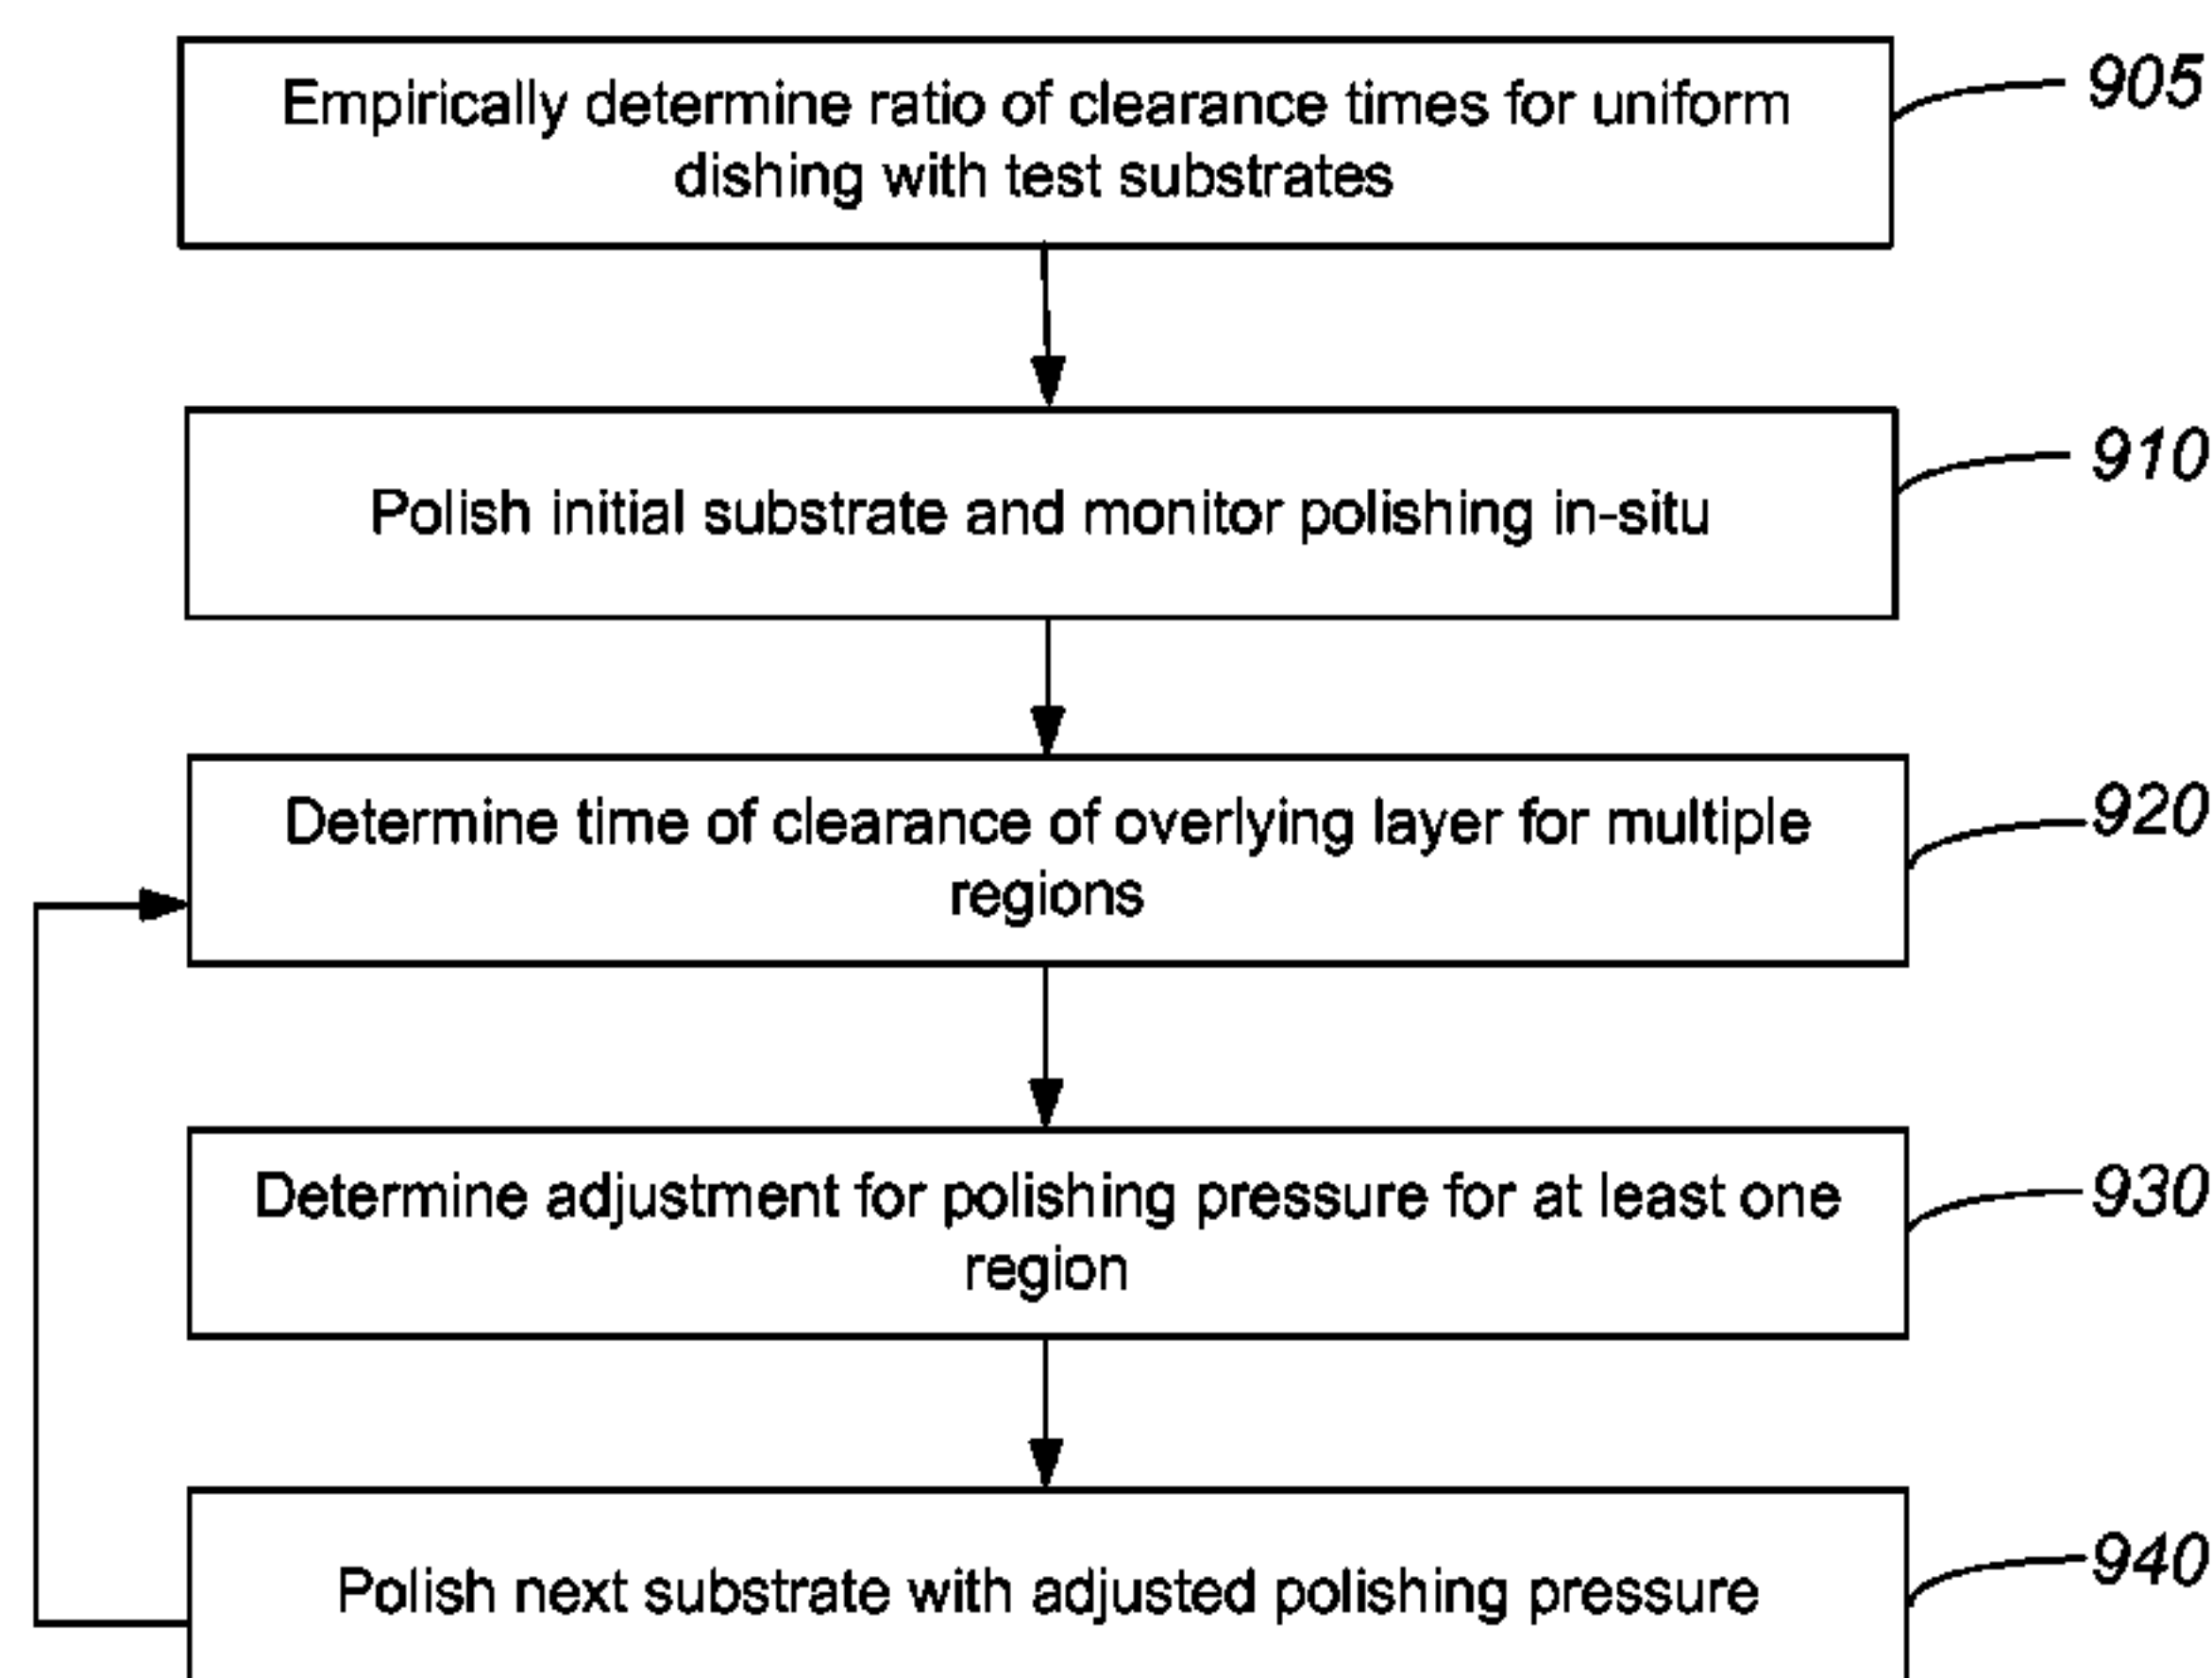 Empirically determine ratio of clearance times for uniform
dishing with test substrates
905
Polish initial substrate and monitor polishing in-situ
910
Determine time of clearance of overlying layer for multiple
regions
920
Determine adjustment for polishing pressure for at least one
region
930
Polish next substrate with adjusted polishing pressure
940